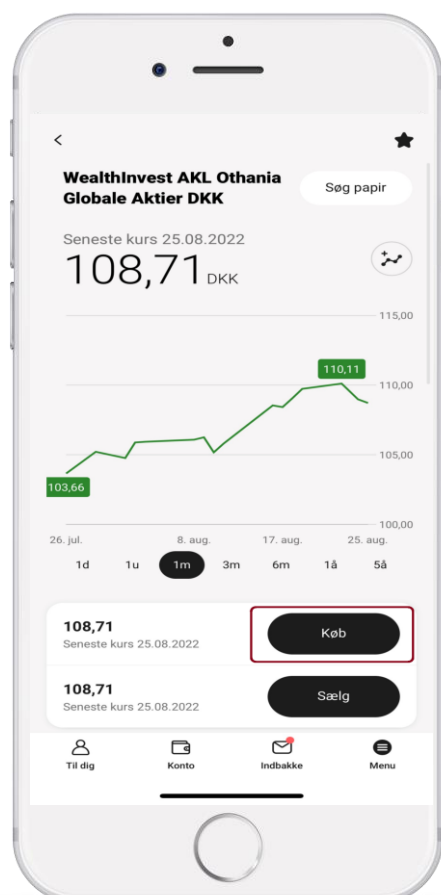 WealthInvest AKL Othania
Globale Aktier DKK
Søg papir
Seneste kurs 25.08.2022
108,71 DKK
115,00
110,11
110,00
105,00
103,66
100,00
26. jul.
8. aug.
17. aug.
25. aug.
1d 1u 1m 3m 6m 1å 5å
108,71
Seneste kurs 25.08.2022
Køb
108,71
Seneste kurs 25.08.2022
Sælg
Til dig
Konto
Indbakke
Menu